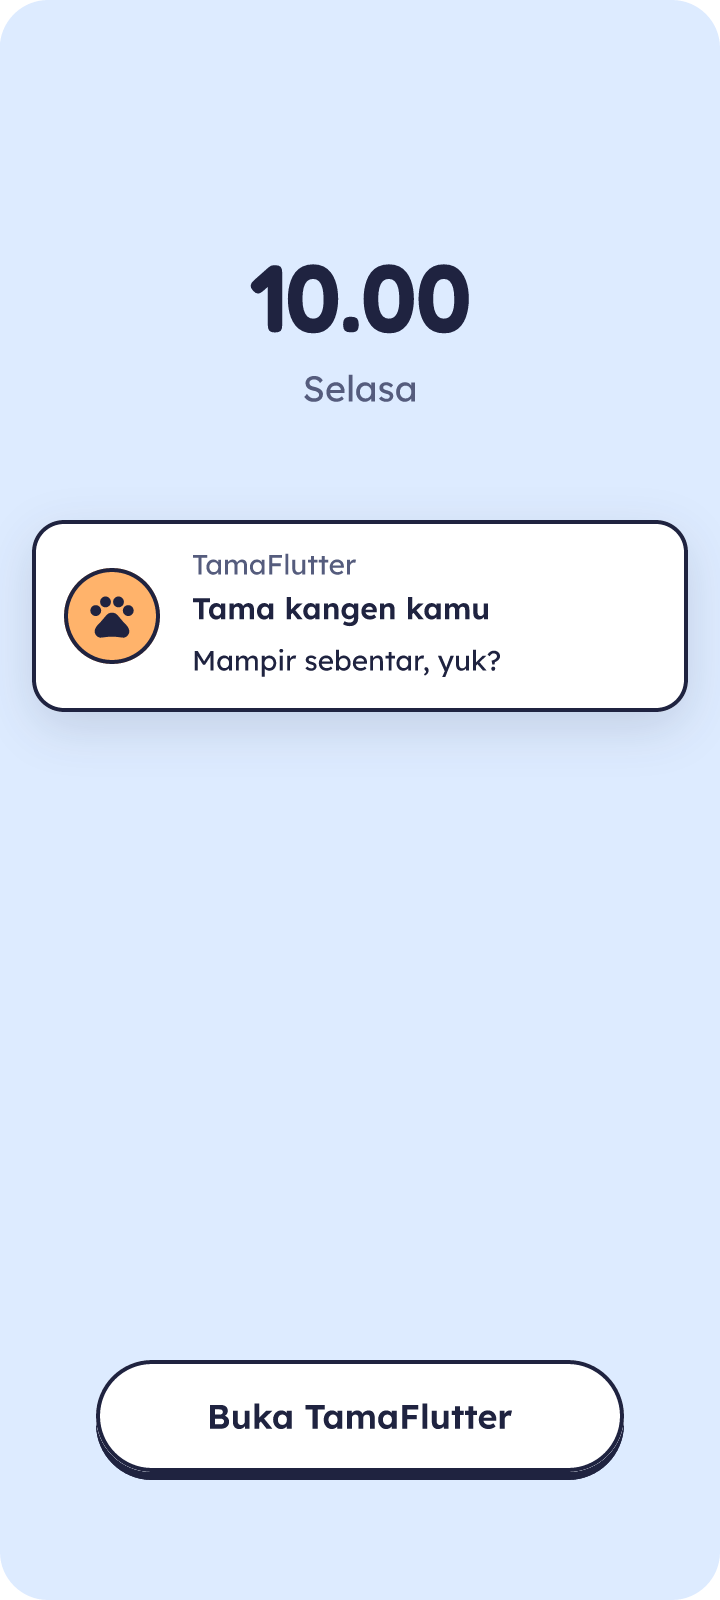 10.00
Selasa
TamaFlutter
Tama kangen kamu
Mampir sebentar, yuk?
Buka TamaFlutter